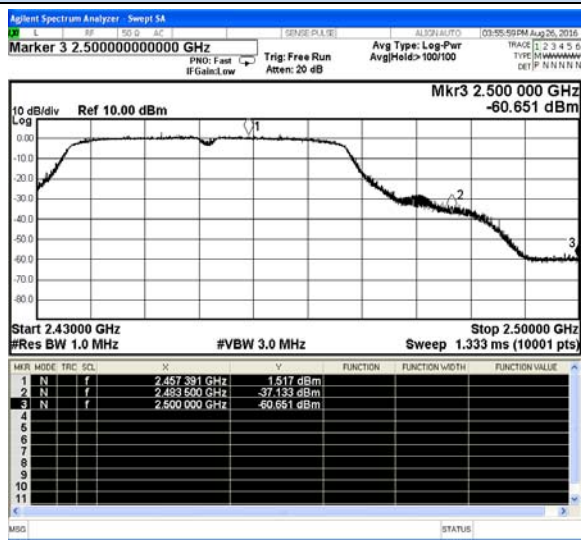 Agilent Spectrum Analyzer - Swept SA
L RF 50 Ω AC SENSE:PULSE ALIGN AUTO 03:55:59 PM Aug 26, 2016
Marker 3 2.500000000000 GHz
PNO: Fast
IFGain:Low
Trig: Free Run
Atten: 20 dB
Avg Type: Log-Pwr
Avg|Hold:>100/100
TRACE 1 2 3 4 5 6
TYPE
DET P N N N N N
Mkr3 2.500 000 GHz
-60.651 dBm
10 dB/div Ref 10.00 dBm
Log
0.00
-10.0
-20.0
-30.0
-40.0
-50.0
-60.0
-70.0
-80.0
1
2
3
Start 2.43000 GHz Stop 2.50000 GHz
#Res BW 1.0 MHz #VBW 3.0 MHz Sweep 1.333 ms (10001 pts)
MKR MODE TRC SCL X Y FUNCTION FUNCTION WIDTH FUNCTION VALUE
1 N f 2.457 391 GHz 1.517 dBm
2 N f 2.483 500 GHz -37.133 dBm
3 N f 2.500 000 GHz -60.651 dBm
4
5
6
7
8
9
10
11
MSG STATUS